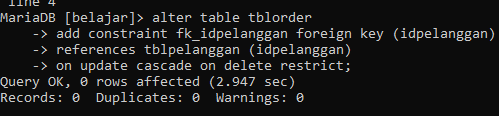 line 4
MariaDB [belajar]> alter table tblorder
-> add constraint fk_idpelanggan foreign key (idpelanggan)
-> references tblpelanggan (idpelanggan)
-> on update cascade on delete restrict;
Query OK, 0 rows affected (2.947 sec)
Records: 0  Duplicates: 0  Warnings: 0